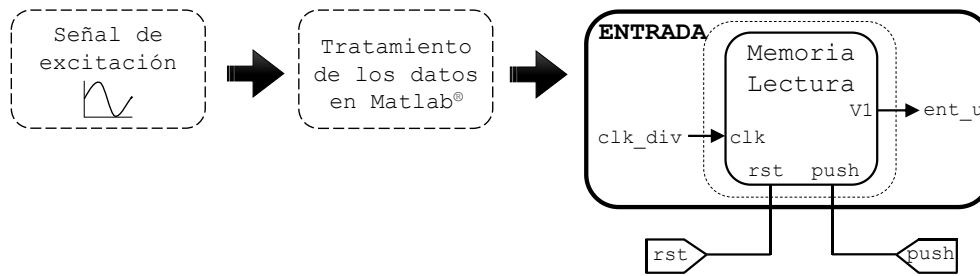 Señal de
excitación
Tratamiento
de los datos
en Matlab®
ENTRADA
Memoria
Lectura
V1
ent_u
clk_div
clk
rst push
rst
push